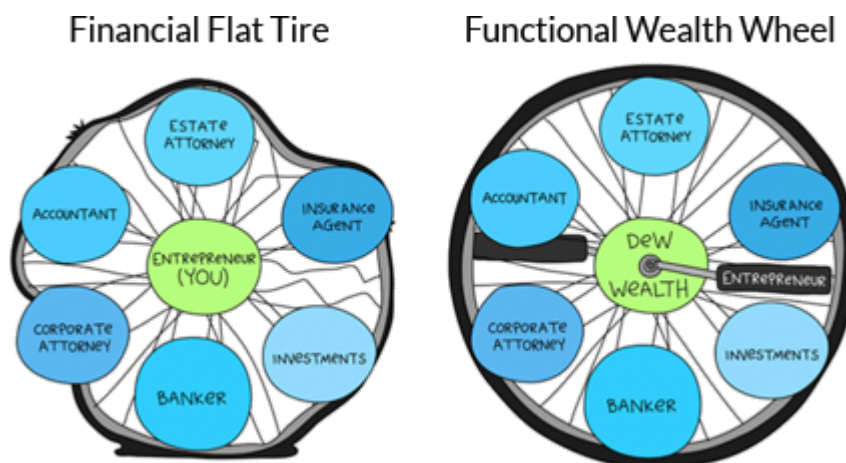 Financial Flat Tire
ESTATE
ATTORNEY
ACCOUNTANT
INSURANCE
AGENT
ENTREPRENEUR
(YOU)
CORPORATE
ATTORNEY
INVESTMENTS
BANKER
Functional Wealth Wheel
ESTATE
ATTORNEY
ACCOUNTANT
INSURANCE
AGENT
DeW
WEALTH
ENTREPRENEUR
CORPORATE
ATTORNEY
INVESTMENTS
BANKER